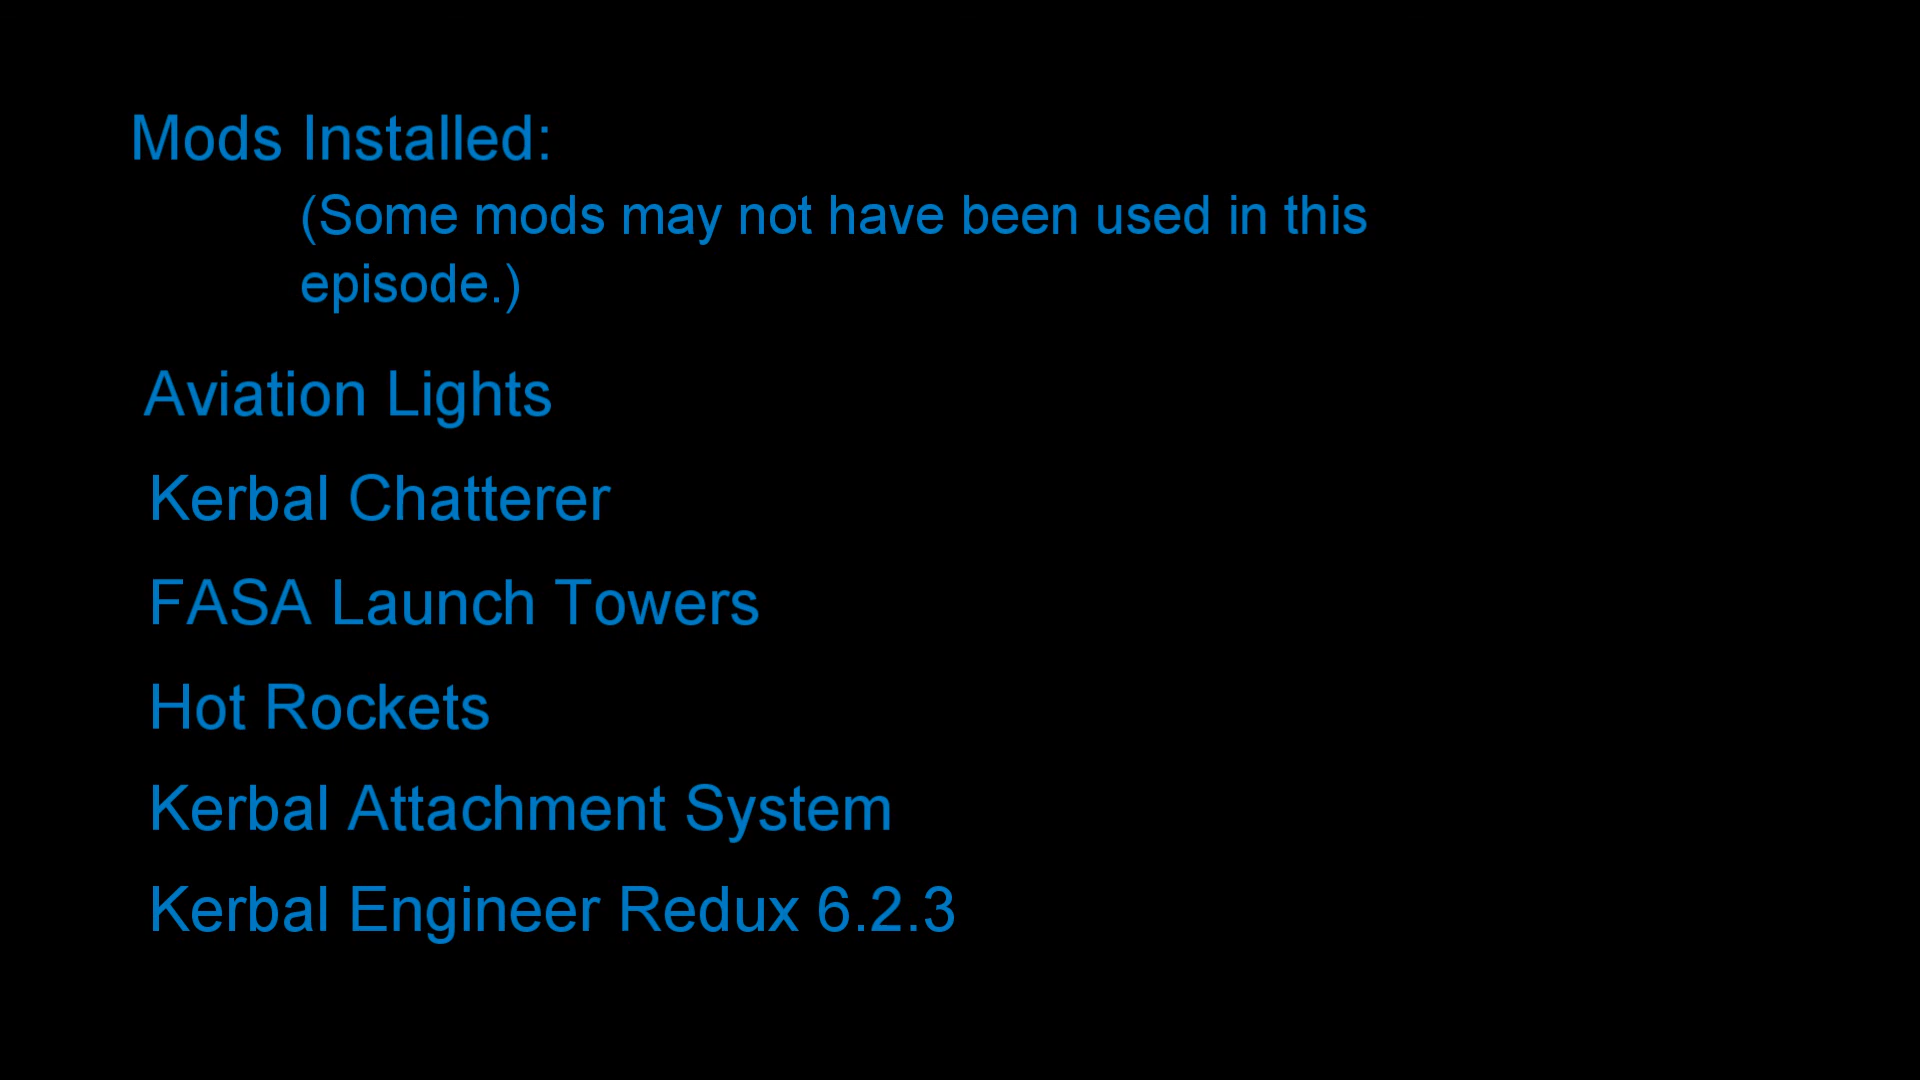 Mods Installed:
(Some mods may not have been used in this
episode.)
Aviation Lights
Kerbal Chatterer
FASA Launch Towers
Hot Rockets
Kerbal Attachment System
Kerbal Engineer Redux 6.2.3